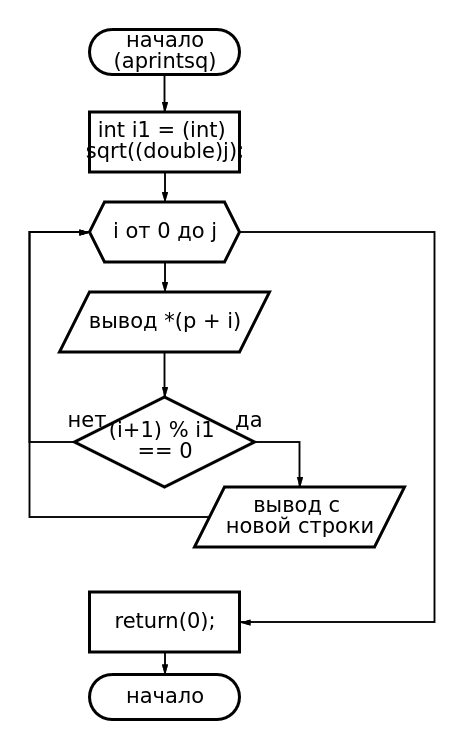 начало
(aprintsq)
int i1 = (int)
sqrt((double)j);
i от 0 до j
вывод *(p + i)
нет
(i+1) % i1
да
== 0
вывод с
новой строки
return(0);
начало